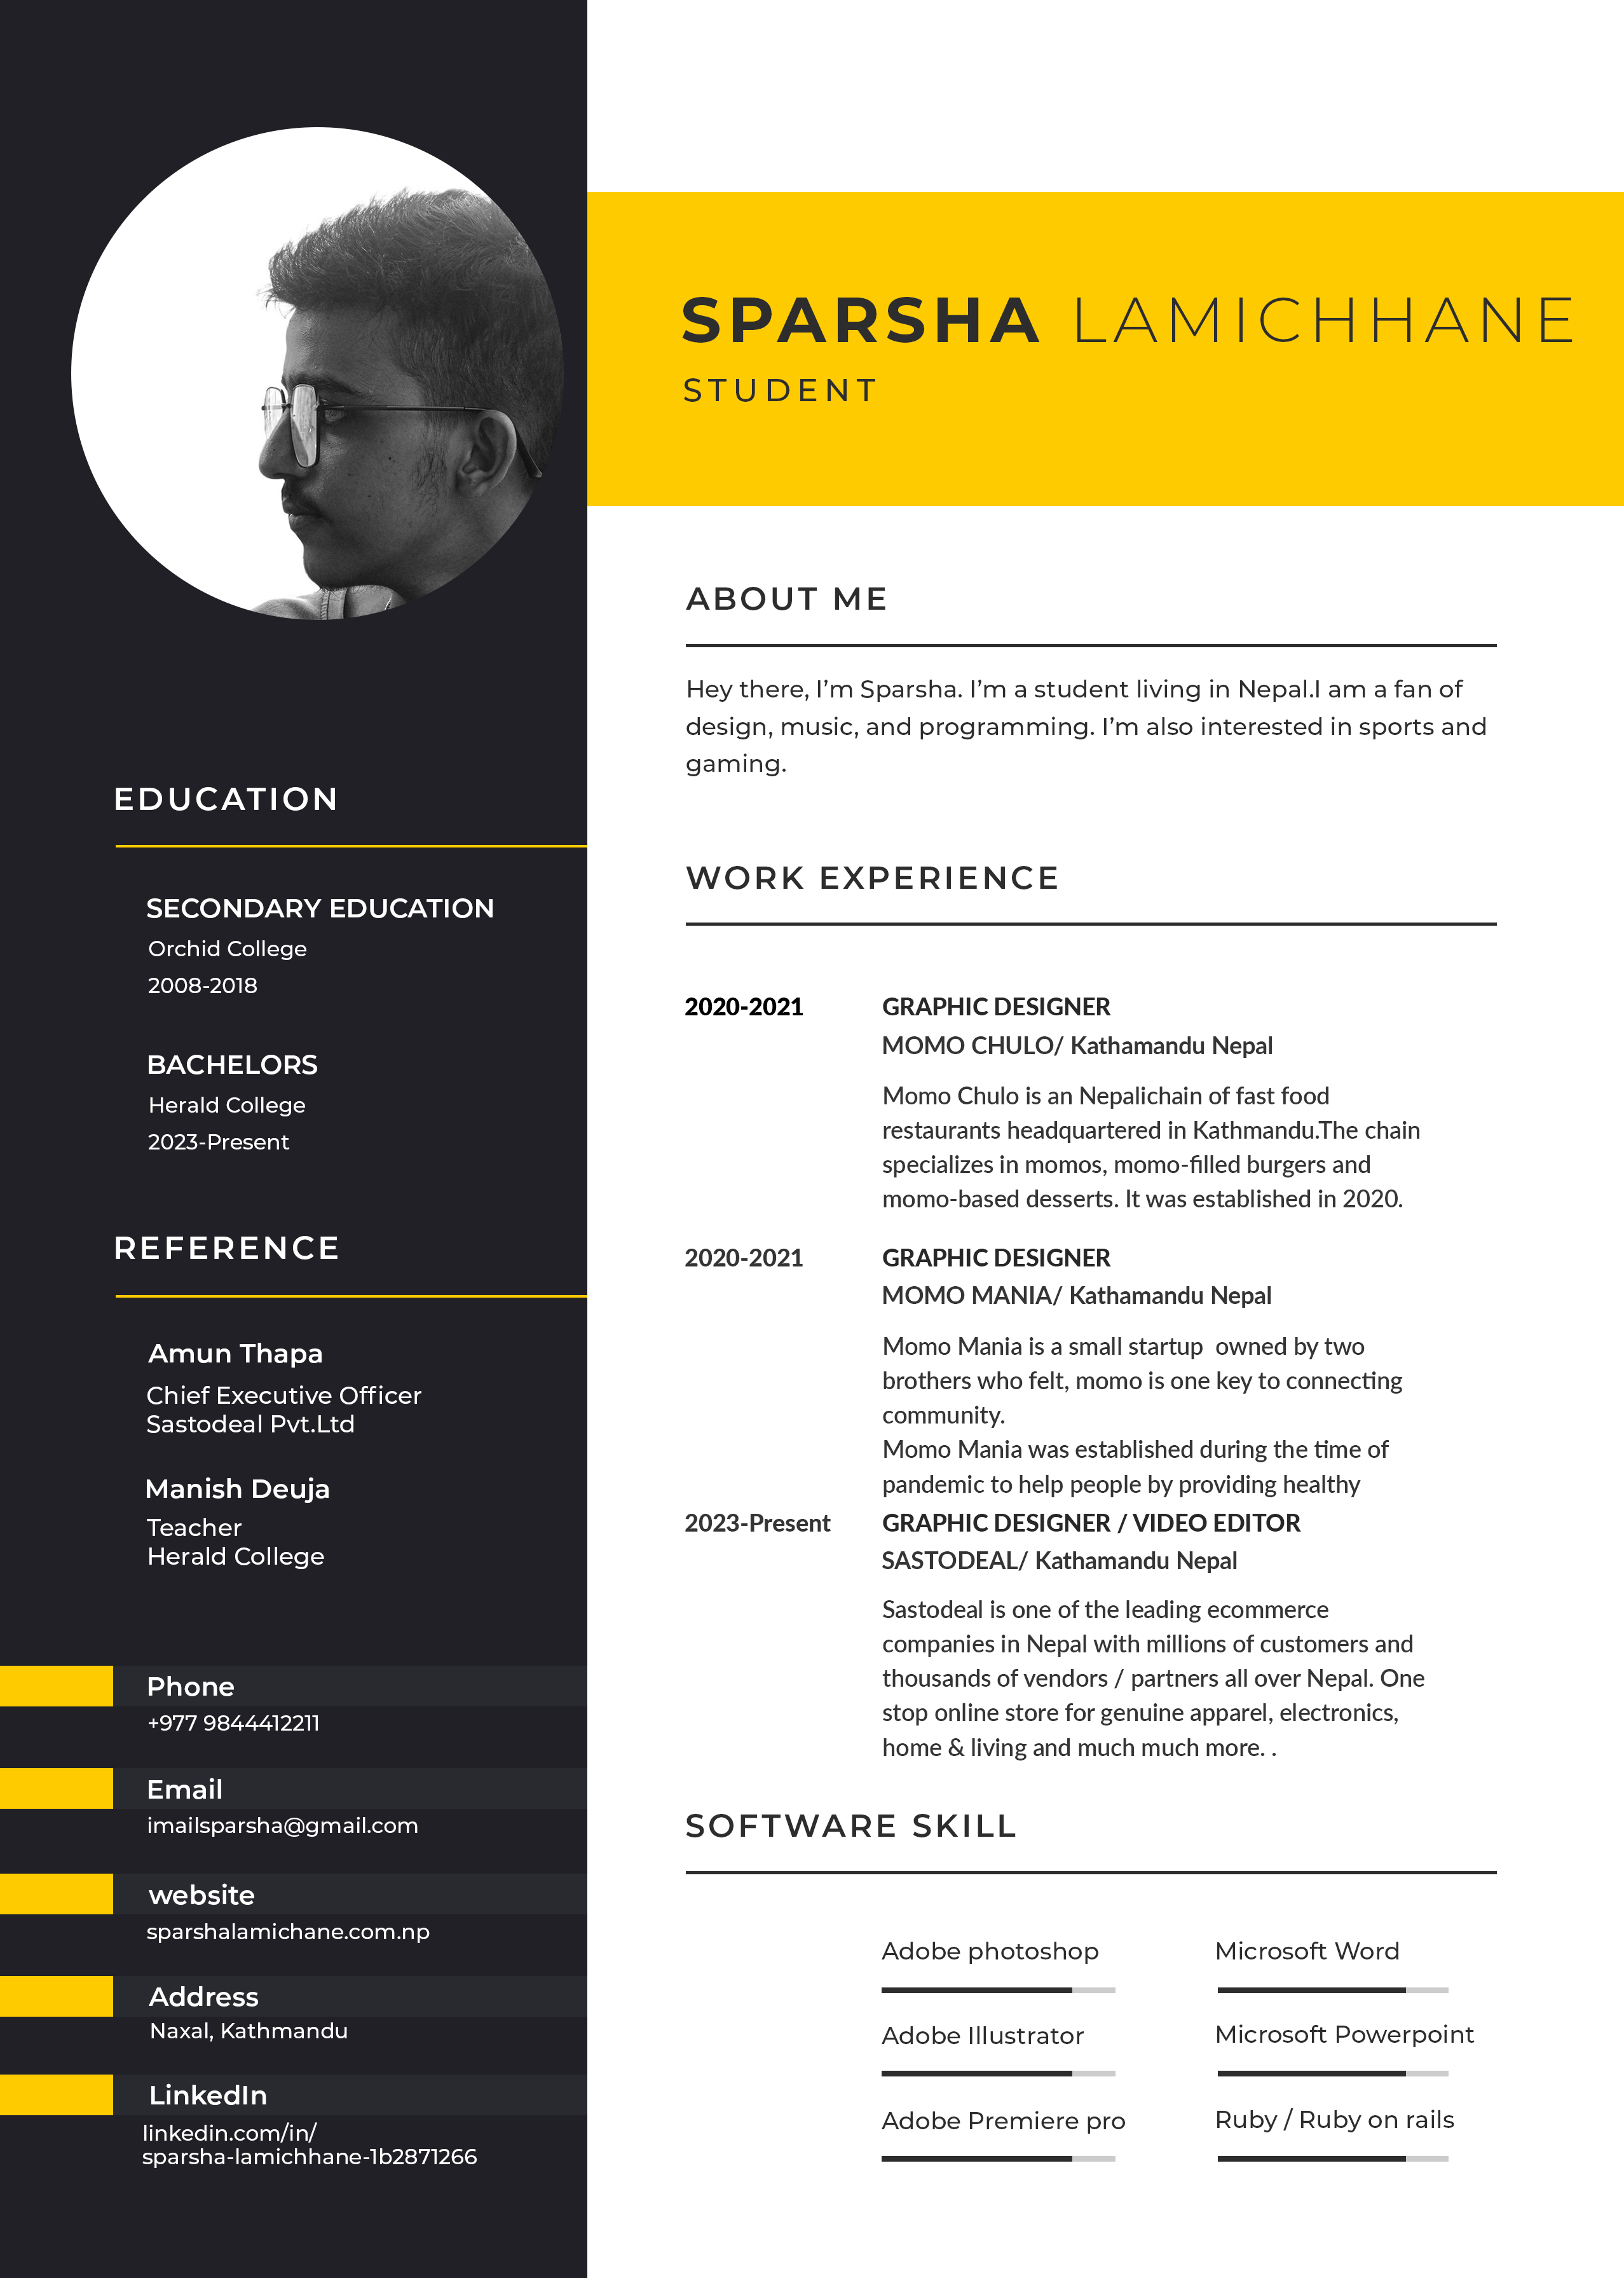 SPARSHA LAMICHHANE
STUDENT
EDUCATION
SECONDARY EDUCATION
Orchid College
2008-2018
BACHELORS
Herald College
2023-Present
REFERENCE
Amun Thapa
Chief Executive Officer
Sastodeal Pvt.Ltd
Manish Deuja
Teacher
Herald College
Phone
+977 9844412211
Email
imailsparsha@gmail.com
website
sparshalamichane.com.np
Address
Naxal, Kathmandu
LinkedIn
linkedin.com/in/
sparsha-lamichhane-1b2871266
ABOUT ME
Hey there, I’m Sparsha. I’m a student living in Nepal.I am a fan of
design, music, and programming. I’m also interested in sports and
gaming.
WORK EXPERIENCE
2020-2021 GRAPHIC DESIGNER
MOMO CHULO/ Kathamandu Nepal
Momo Chulo is an Nepalichain of fast food
restaurants headquartered in Kathmandu.The chain
specializes in momos, momo-filled burgers and
momo-based desserts. It was established in 2020.
2020-2021 GRAPHIC DESIGNER
MOMO MANIA/ Kathamandu Nepal
Momo Mania is a small startup  owned by two
brothers who felt, momo is one key to connecting
community.
Momo Mania was established during the time of
pandemic to help people by providing healthy
2023-Present GRAPHIC DESIGNER / VIDEO EDITOR
SASTODEAL/ Kathamandu Nepal
Sastodeal is one of the leading ecommerce
companies in Nepal with millions of customers and
thousands of vendors / partners all over Nepal. One
stop online store for genuine apparel, electronics,
home & living and much much more. .
SOFTWARE SKILL
Adobe photoshop
Microsoft Word
Adobe Illustrator
Microsoft Powerpoint
Adobe Premiere pro
Ruby / Ruby on rails